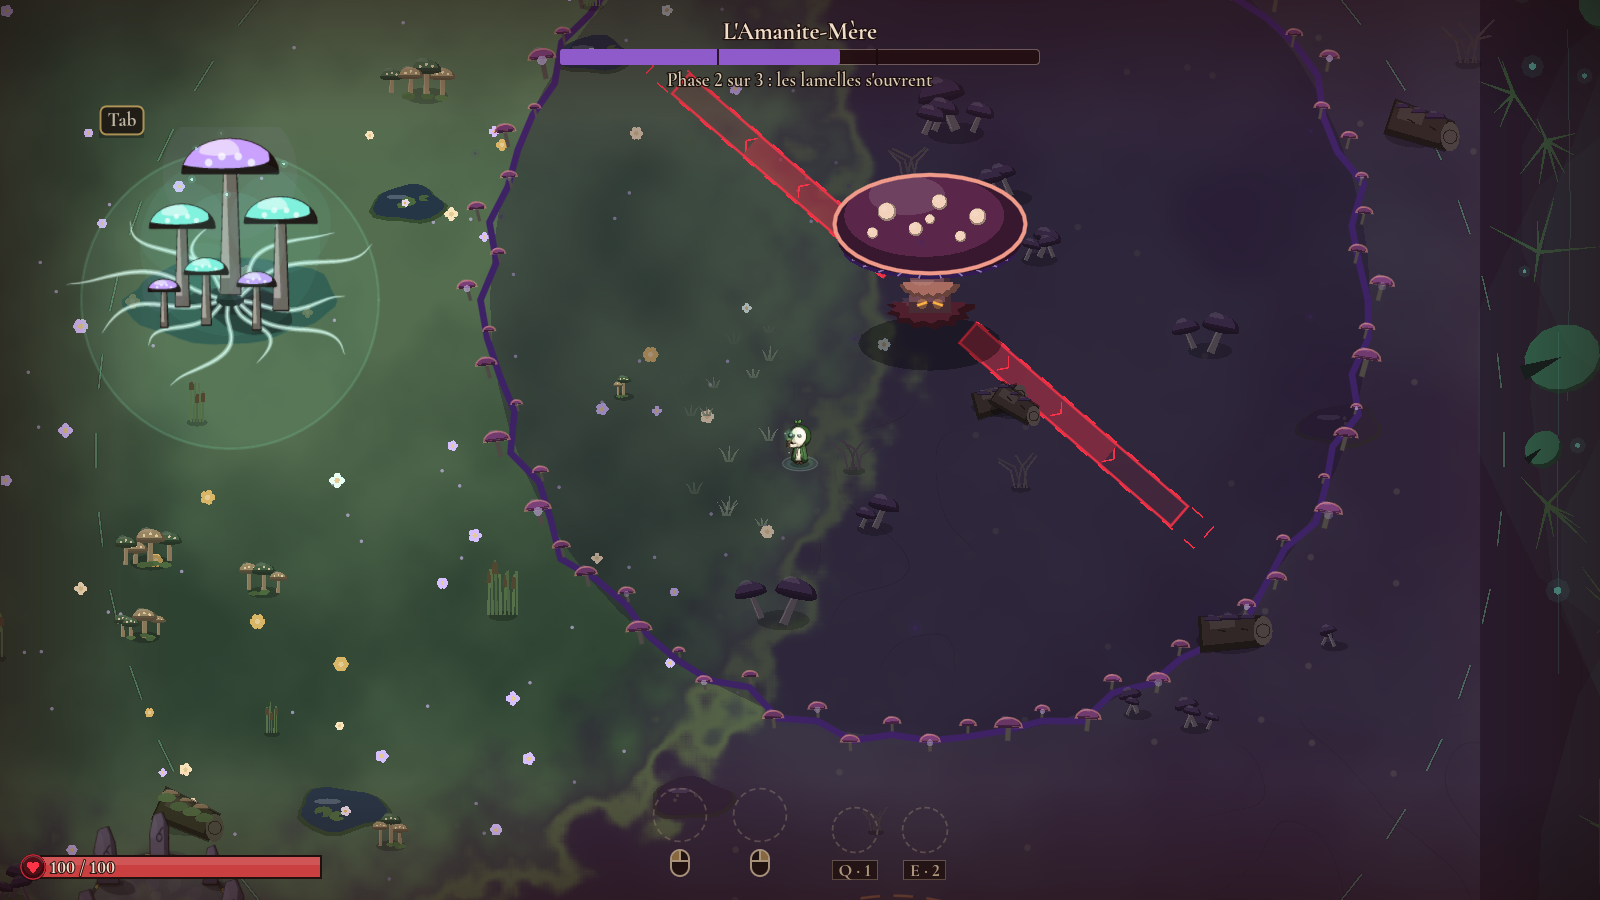 L'Amanite-Mère
Phase 2 sur 3 : les lamelles s'ouvrent
Tab
100 / 100
Q · 1
E · 2